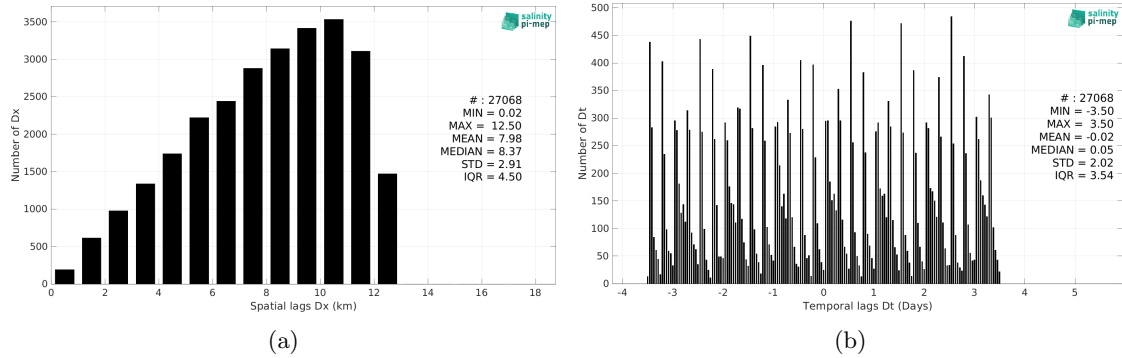 3500
3000
2500
2000
1500
1000
500
0
Number of Dx
0
2
4
6
8
10
12
14
16
18
Spatial lags Dx (km)
salinity
pi-mep
# : 27068
MIN = 0.02
MAX = 12.50
MEAN = 7.98
MEDIAN = 8.37
STD = 2.91
IQR = 4.50
(a)
500
450
400
350
300
250
200
150
100
50
0
Number of Dt
-4
-3
-2
-1
0
1
2
3
4
5
Temporal lags Dt (Days)
salinity
pi-mep
# : 27068
MIN = -3.50
MAX = 3.50
MEAN = -0.02
MEDIAN = 0.05
STD = 2.02
IQR = 3.54
(b)